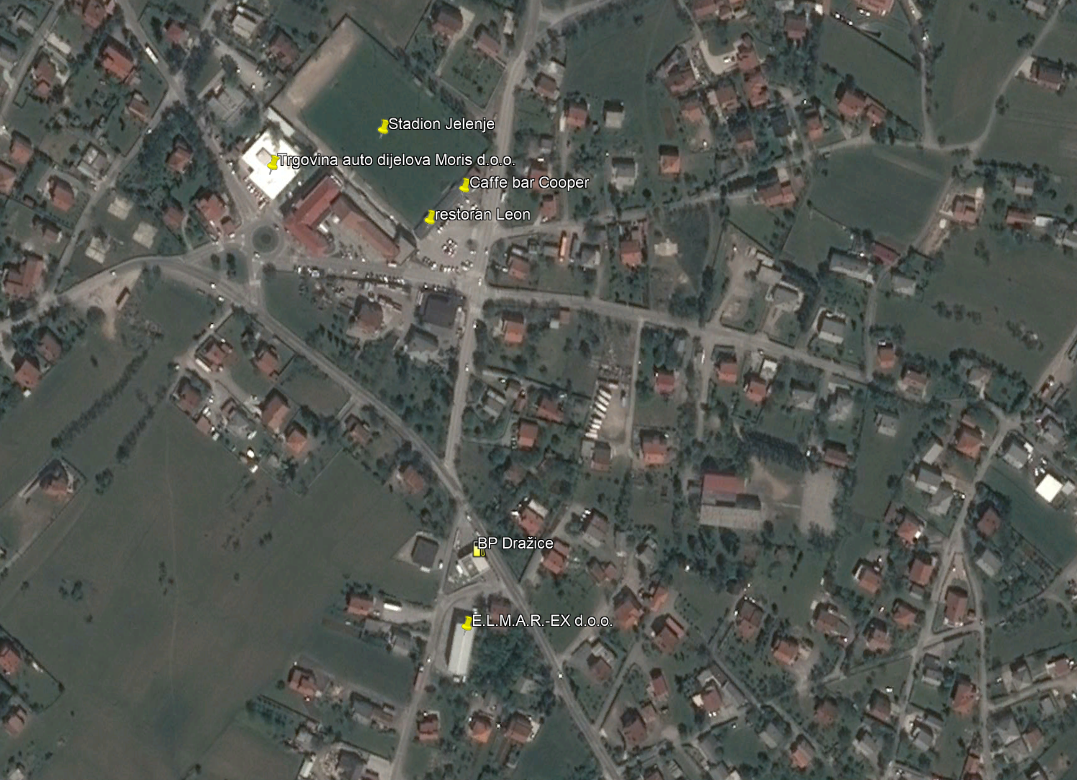 Stadion Jelenje
Trgovina auto dijelova Moris d.o.o.
Caffe bar Cooper
restoran Leon
BP Dražice
E.L.M.A.R.-EX d.o.o.